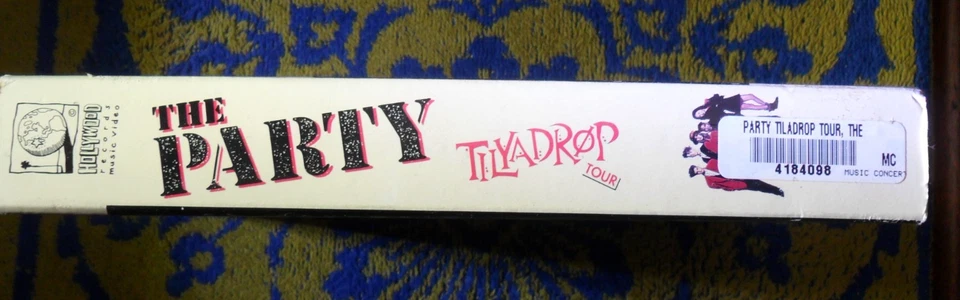 HOLLYWOOD
records
music video
THE
PARTY
TILYADRØP
TOUR!
PARTY TILADROP TOUR, THE
4184098
MC
MUSIC CONCERT